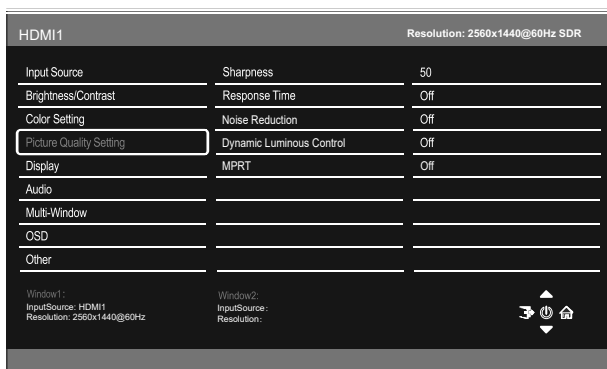 HDMI1 Resolution: 2560x1440@60Hz SDR
Input Source Sharpness 50
Brightness/Contrast Response Time Off
Color Setting Noise Reduction Off
Picture Quality Setting Dynamic Luminous Control Off
Display MPRT Off
Audio
Multi-Window
OSD
Other
Window1: Window2:
InputSource: HDMI1 InputSource:
Resolution: 2560x1440@60Hz Resolution: